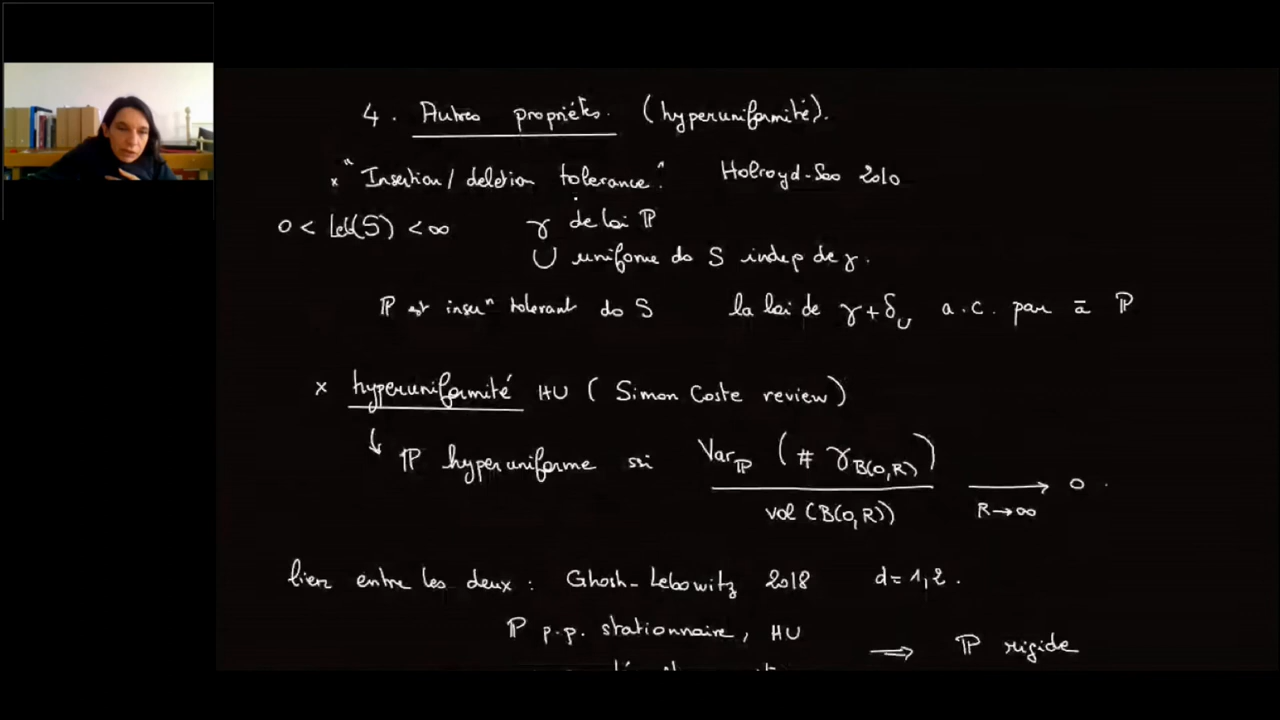 4. Autres propriétés. (hyperuniformité).
× "Insertion / deletion tolerance." Holroyd-Soo 2010
0 < Leb(S) < ∞ γ de loi ℙ
U uniforme ds S indep de γ.
ℙ est inserⁿ tolerant ds S la loi de γ + δ_U a.c. par à ℙ
× hyperuniformité HU ( Simon Coste review )
↳ ℙ hyperuniforme ssi Var_ℙ ( # γ_B(0,R) ) / vol (B(0,R)) → 0 .
R→∞
lien entre les deux : Ghosh-Lebowitz 2018 d=1,2 .
ℙ p.p. stationnaire, HU
⟹ ℙ rigide